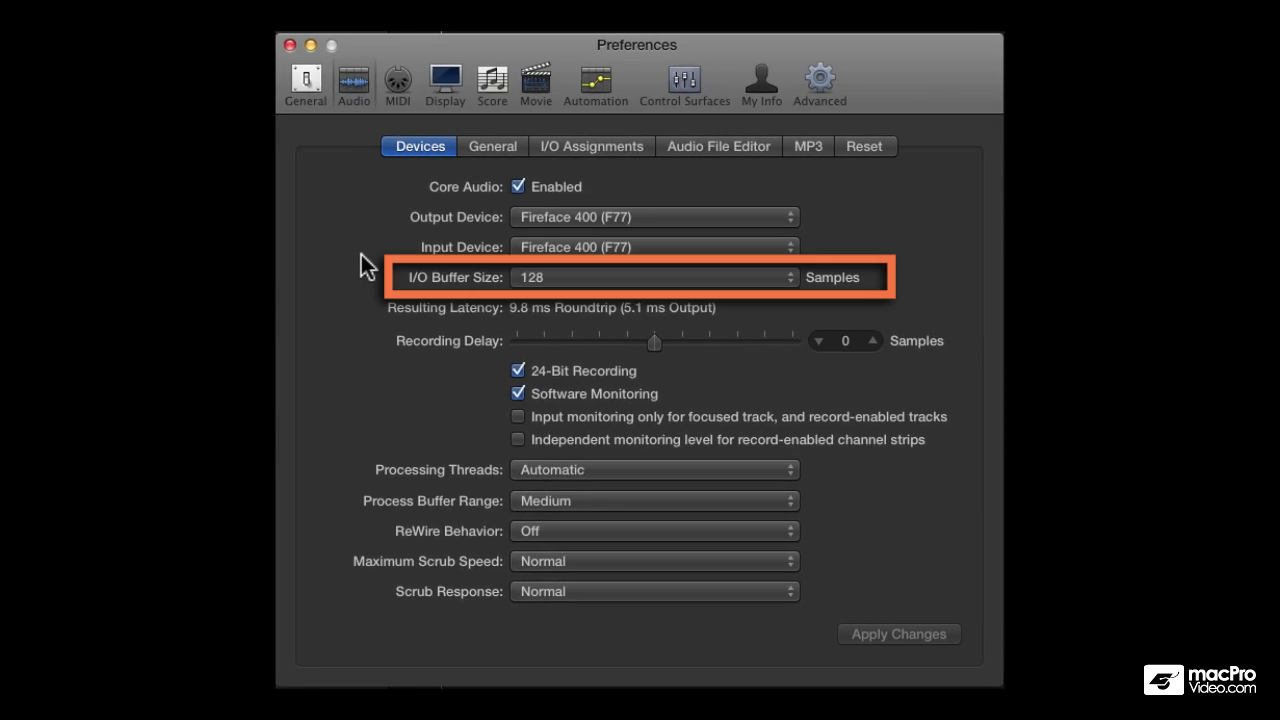 Preferences
General Audio MIDI Display Score Movie Automation Control Surfaces My Info Advanced
Devices General I/O Assignments Audio File Editor MP3 Reset
Core Audio: Enabled
Output Device: Fireface 400 (F77)
Input Device: Fireface 400 (F77)
I/O Buffer Size: 128 Samples
Resulting Latency: 9.8 ms Roundtrip (5.1 ms Output)
Recording Delay: 0 Samples
24-Bit Recording
Software Monitoring
Input monitoring only for focused track, and record-enabled tracks
Independent monitoring level for record-enabled channel strips
Processing Threads: Automatic
Process Buffer Range: Medium
ReWire Behavior: Off
Maximum Scrub Speed: Normal
Scrub Response: Normal
Apply Changes
macPro
Video.com